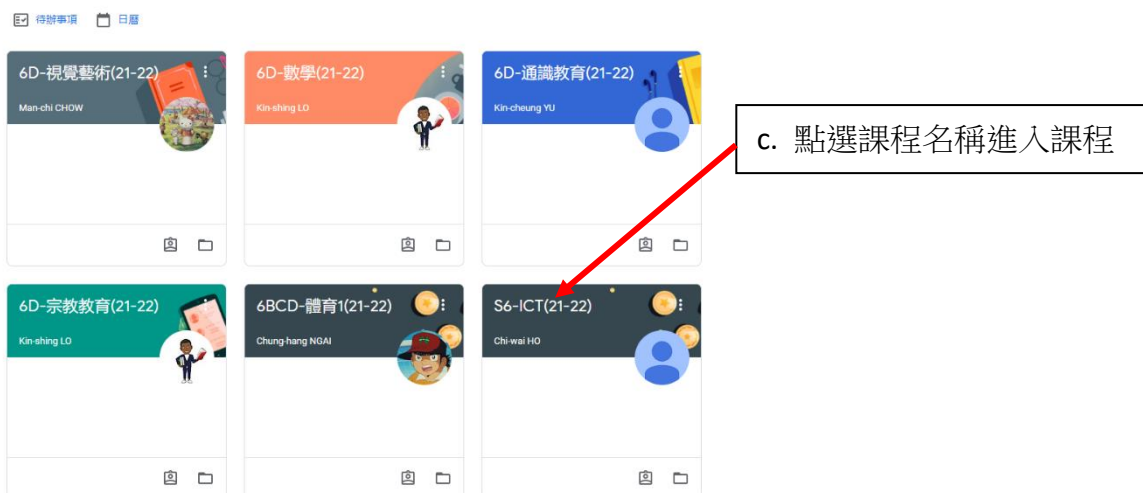 待辦事項 日曆
6D-視覺藝術(21-22)
Man-chi CHOW
6D-數學(21-22)
Kin-shing LO
6D-通識教育(21-22)
Kin-cheung YU
c. 點選課程名稱進入課程
6D-宗教教育(21-22)
Kin-shing LO
6BCD-體育1(21-22)
Chung-hang NGAI
S6-ICT(21-22)
Chi-wai HO